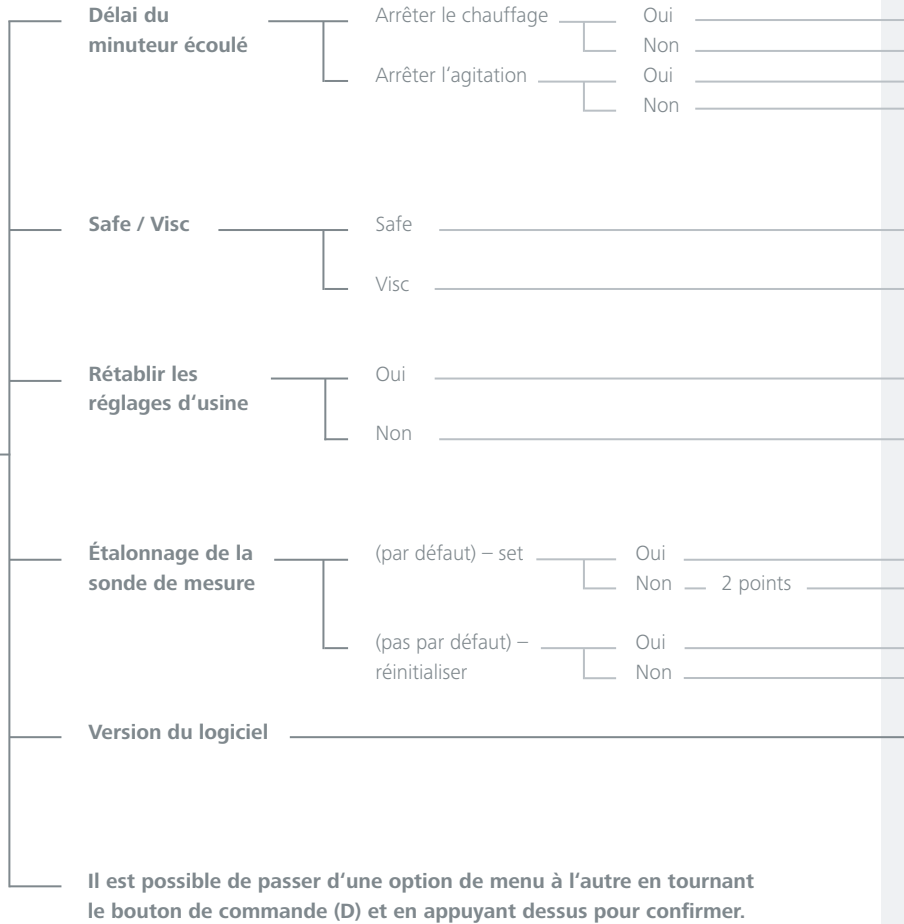 Délai du
minuteur écoulé
Arrêter le chauffage
Oui
Non
Arrêter l‘agitation
Oui
Non
Safe / Visc
Safe
Visc
Rétablir les
réglages d‘usine
Oui
Non
Étalonnage de la
sonde de mesure
(par défaut) – set
Oui
Non
2 points
(pas par défaut) –
réinitialiser
Oui
Non
Version du logiciel
Il est possible de passer d‘une option de menu à l‘autre en tournant
le bouton de commande (D) et en appuyant dessus pour confirmer.